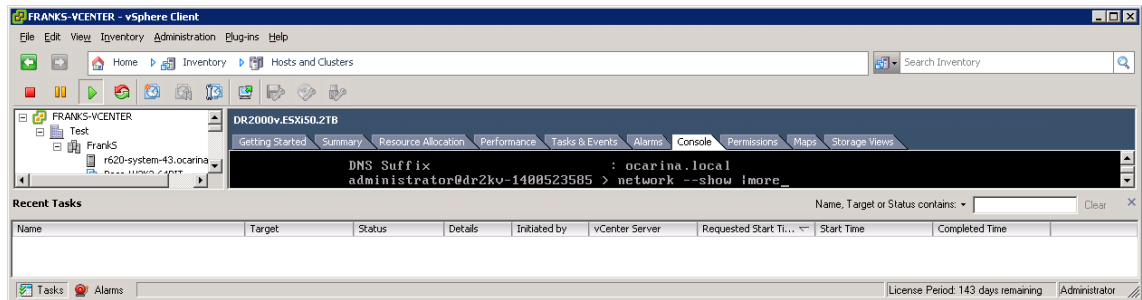 FRANKS-VCENTER - vSphere Client
File Edit View Inventory Administration Plug-ins Help
Home Inventory Hosts and Clusters Search Inventory
FRANKS-VCENTER
Test
FrankS
r620-system-43.ocarina
DR2000v.ESXi50.2TB
Getting Started Summary Resource Allocation Performance Tasks & Events Alarms Console Permissions Maps Storage Views
DNS Suffix : ocarina.local
administrator@dr2kv-1400523585 > network --show |more_
Recent Tasks Name, Target or Status contains: Clear
Name Target Status Details Initiated by vCenter Server Requested Start Ti... Start Time Completed Time
Tasks Alarms License Period: 143 days remaining Administrator